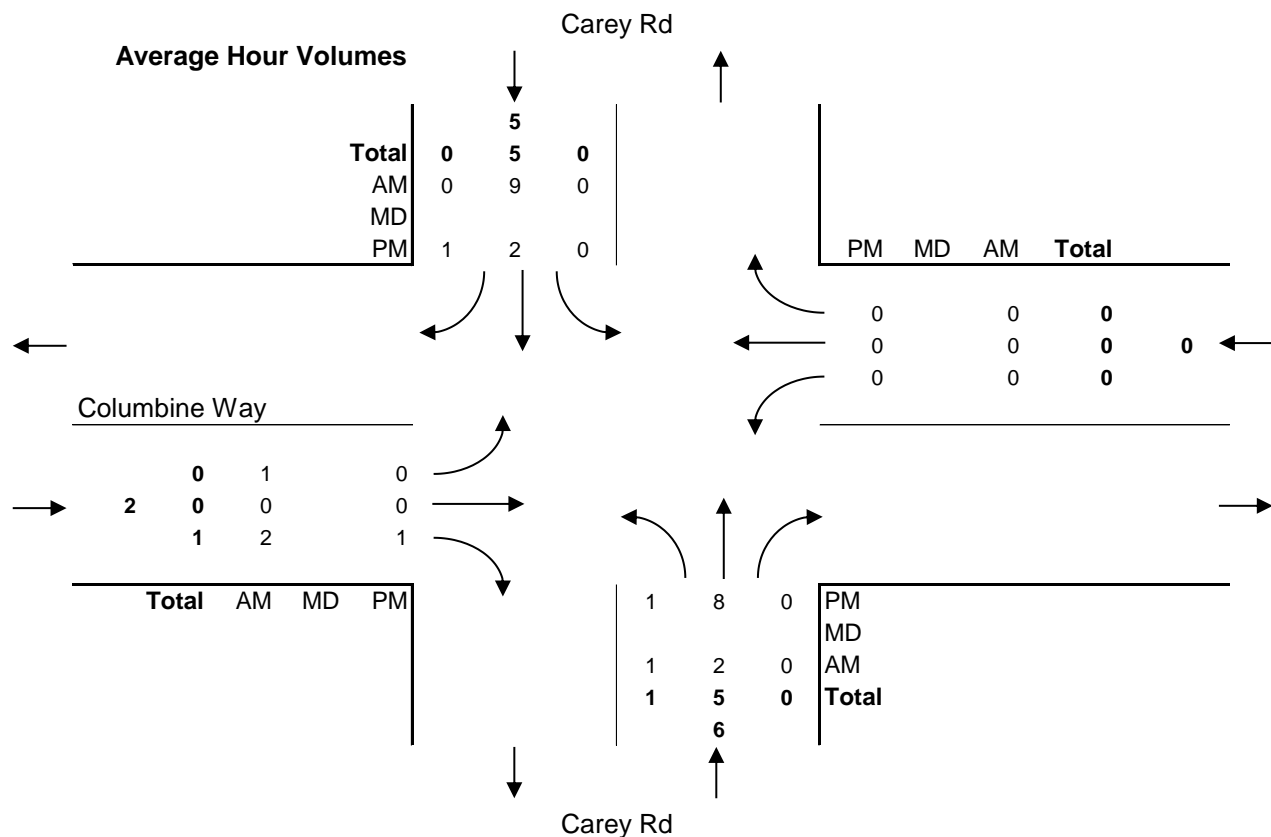 Carey Rd
Average Hour Volumes
5
Total 0 5 0
AM 0 9 0
MD
PM 1 2 0
PM MD AM Total
0 0 0
0 0 0 0
0 0 0
Columbine Way
0 1 0
2 0 0 0
1 2 1
Total AM MD PM
1 8 0 PM
MD
1 2 0 AM
1 5 0 Total
6
Carey Rd